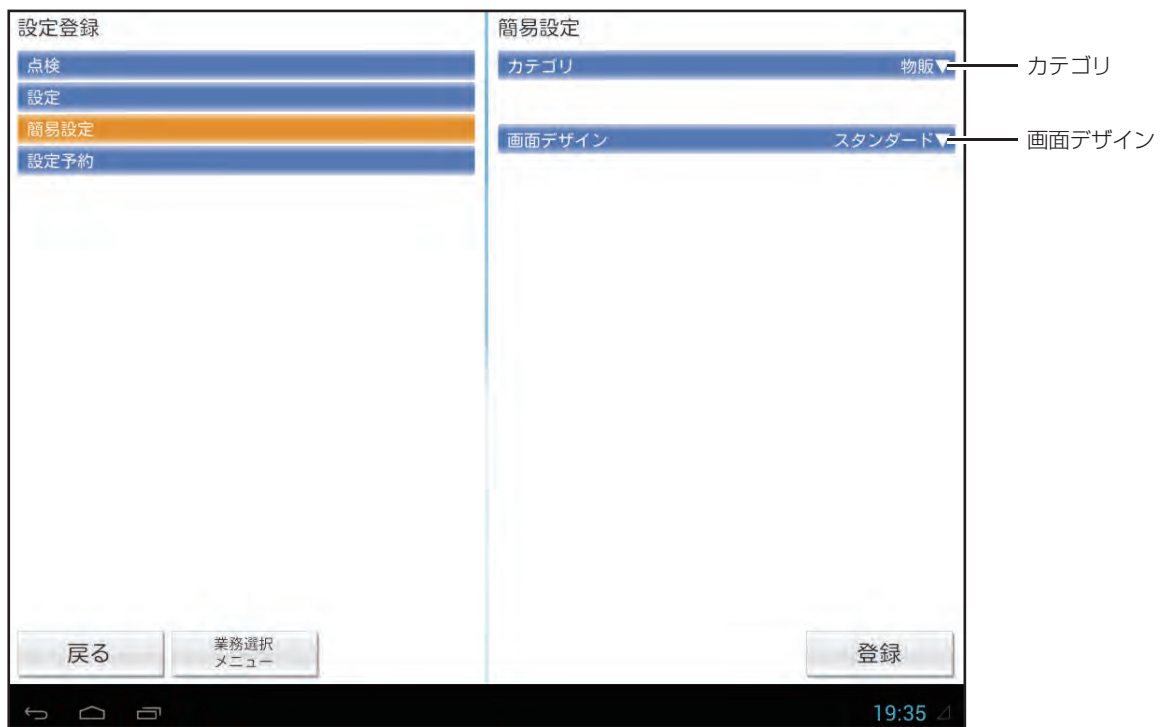 設定登録
点検
設定
簡易設定
設定予約
簡易設定
カテゴリ 物販▼
画面デザイン スタンダード▼
カテゴリ
画面デザイン
戻る
業務選択
メニュー
登録
19:35